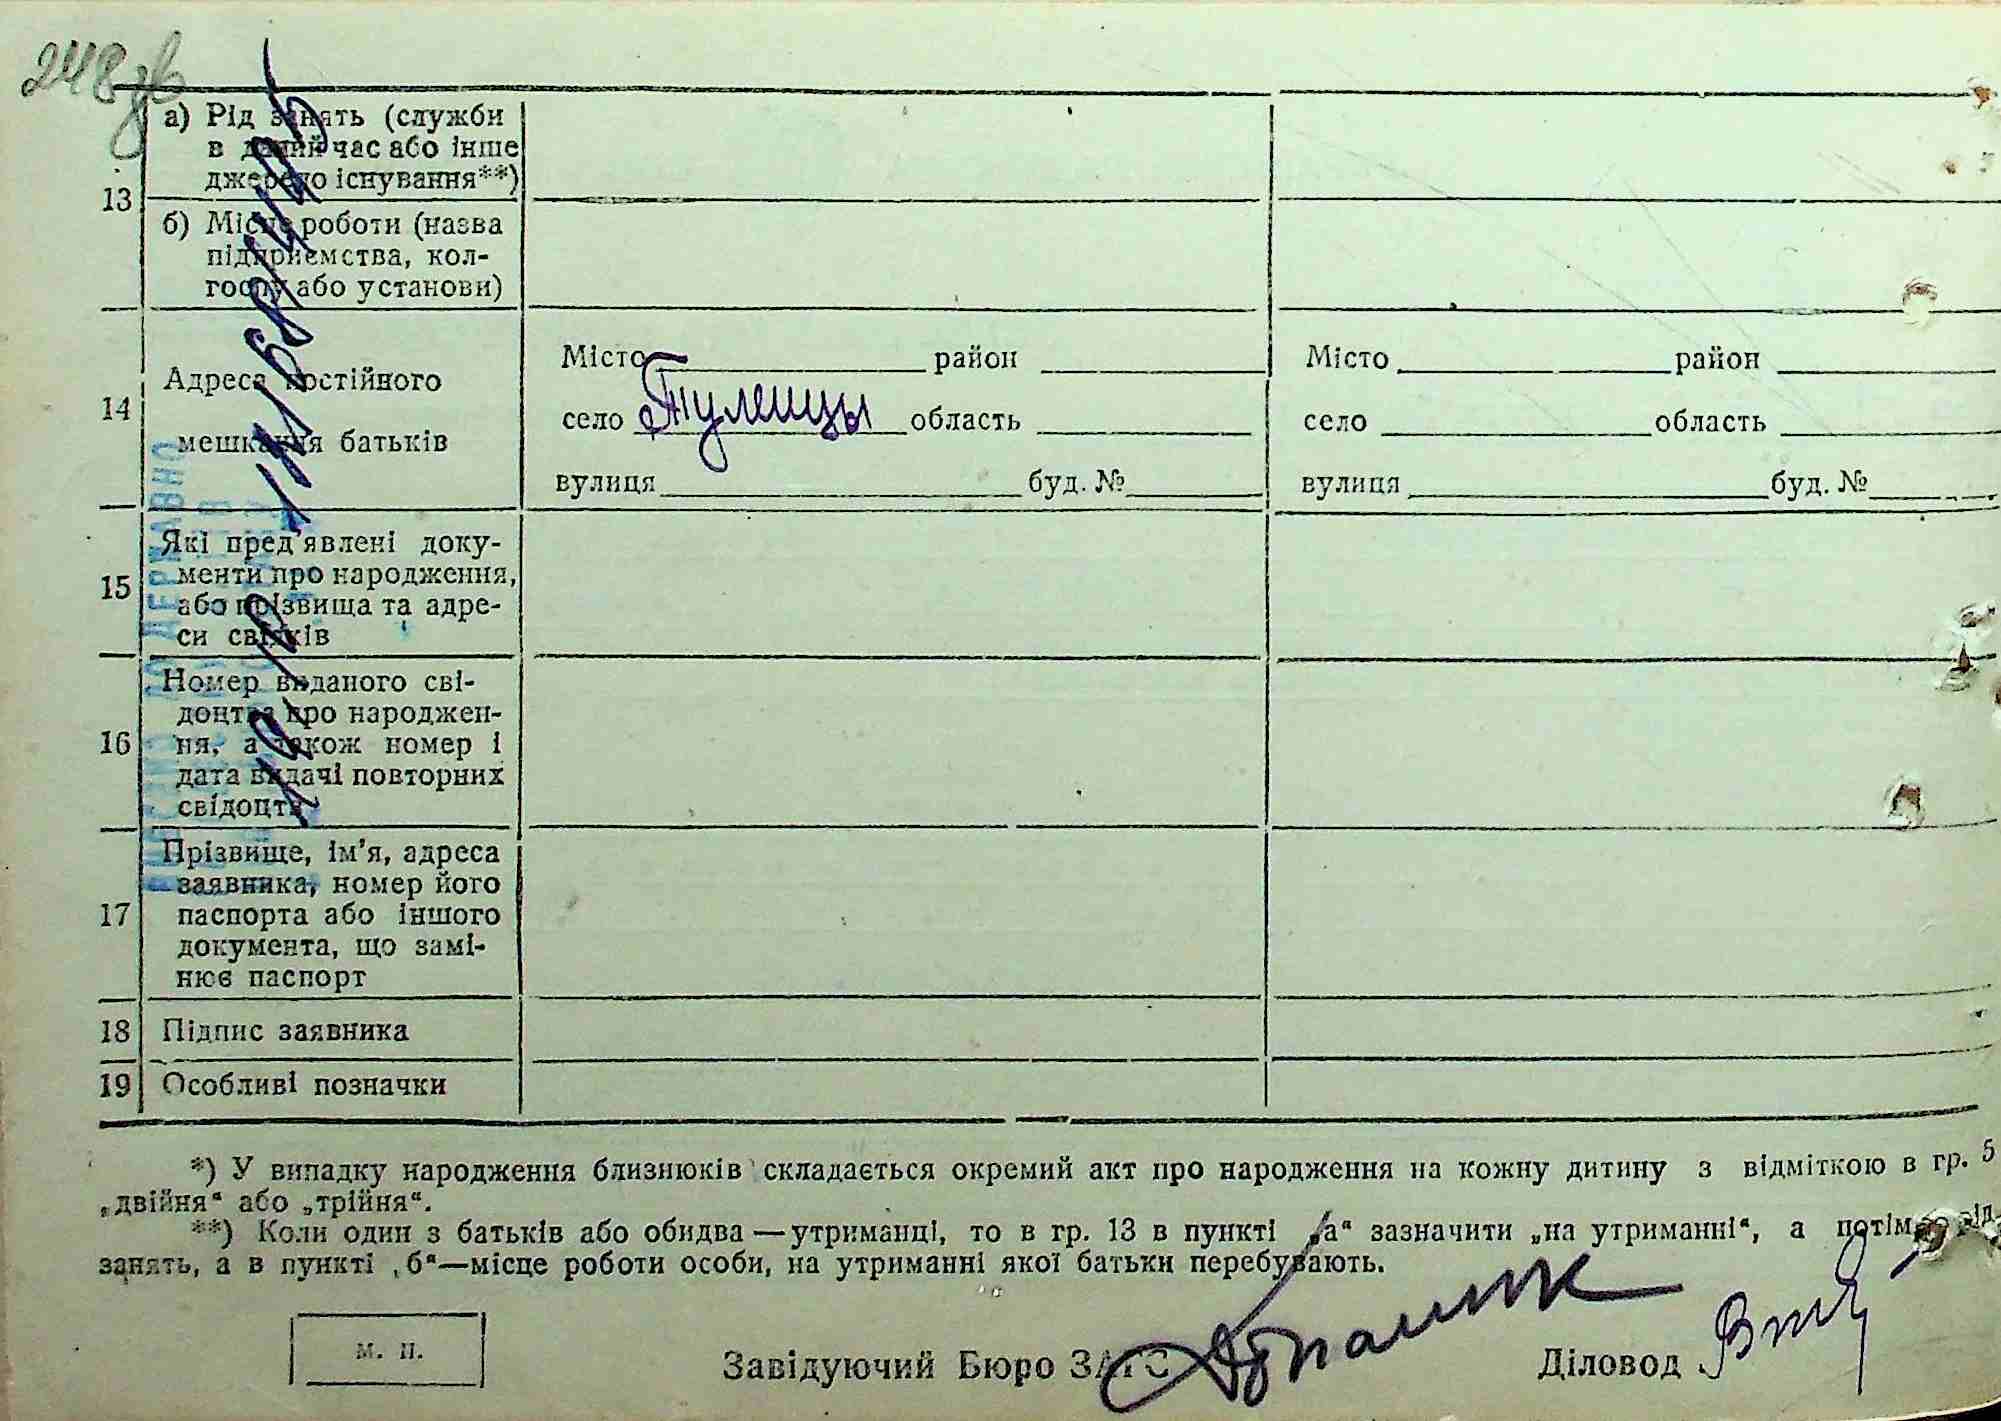 248 зв
13
а) Рід занять (служби
в даний час або інше
джерело існування**)
б) Місце роботи (назва
підприємства, кол-
госпу або установи)
14
Адреса постійного
мешкання батьків
Місто район
село Тулинцы область
вулиця буд. №
Місто район
село область
вулиця буд. №
15
Які пред'явлені доку-
менти про народження,
або прізвища та адре-
си свідків
16
Номер виданого сві-
доцтва про народжен-
ня, а також номер і
дата видачі повторних
свідоцтв
17
Прізвище, ім'я, адреса
заявника, номер його
паспорта або іншого
документа, що замі-
нює паспорт
18
Підпис заявника
19
Особливі позначки
*) У випадку народження близнюків складається окремий акт про народження на кожну дитину з відміткою в гр. 5
„двійня“ або „трійня“.
**) Коли один з батьків або обидва — утриманці, то в гр. 13 в пункті „а“ зазначити „на утриманні“, а потім рід
занять, а в пункті „б“—місце роботи особи, на утриманні якої батьки перебувають.
м. п.
Завідуючий Бюро ЗАГС
Діловод